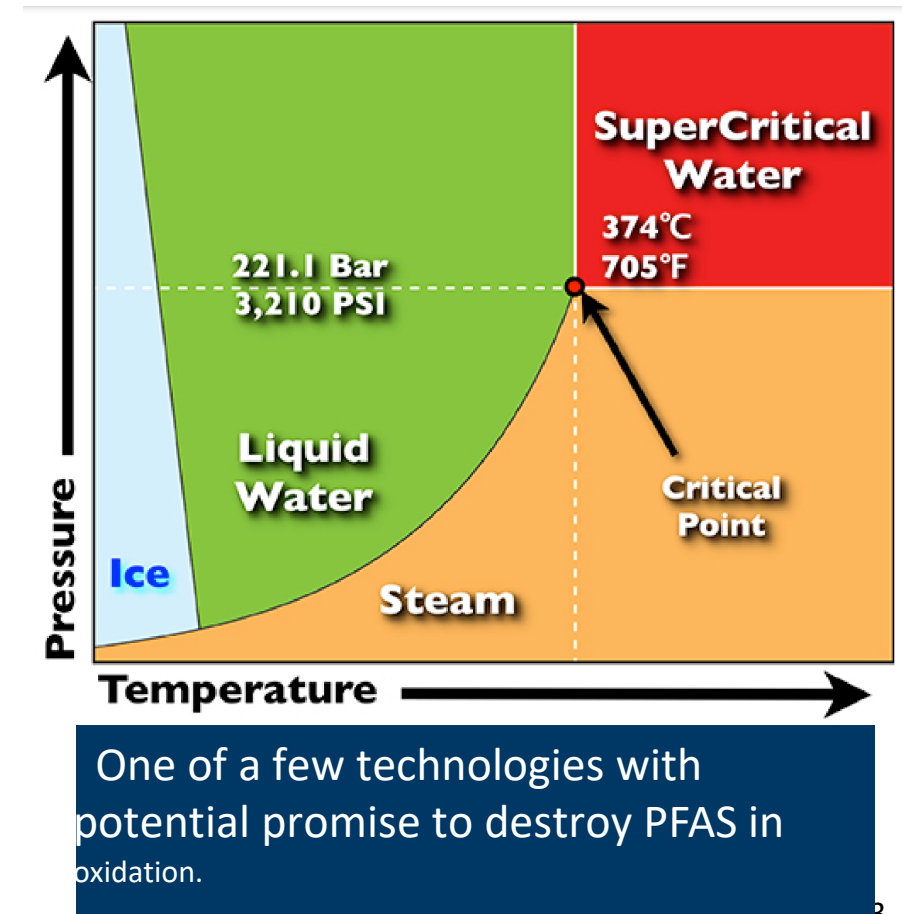 Pressure
SuperCritical
Water
374°C
705°F
221.1 Bar
3,210 PSI
Liquid
Water
Critical
Point
Ice
Steam
Temperature
One of a few technologies with
potential promise to destroy PFAS in
oxidation.